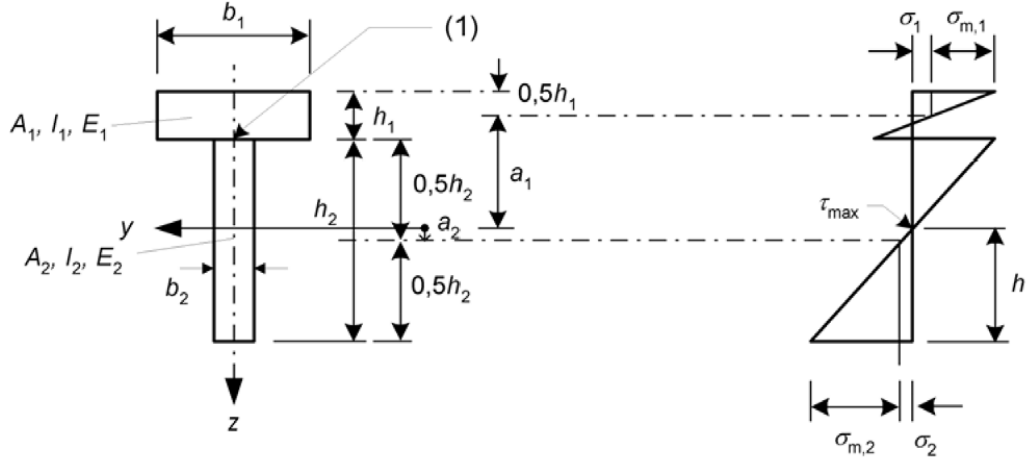 b₁
(1)
σ₁
σm,1
0,5h₁
A₁, I₁, E₁
h₁
a₁
0,5h₂
h₂
τmax
y
a₂
A₂, I₂, E₂
b₂
0,5h₂
h
z
σm,2
σ₂